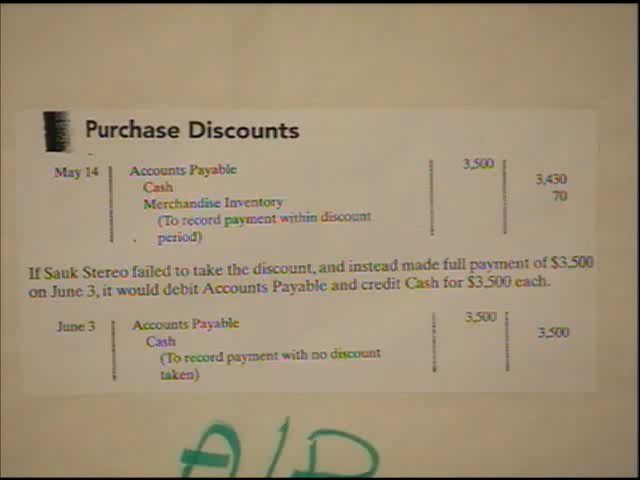 Purchase Discounts
May 14 Accounts Payable 3,500
Cash 3,430
Merchandise Inventory 70
(To record payment within discount
period)
If Sauk Stereo failed to take the discount, and instead made full payment of $3,500
on June 3, it would debit Accounts Payable and credit Cash for $3,500 each.
June 3 Accounts Payable 3,500
Cash 3,500
(To record payment with no discount
taken)